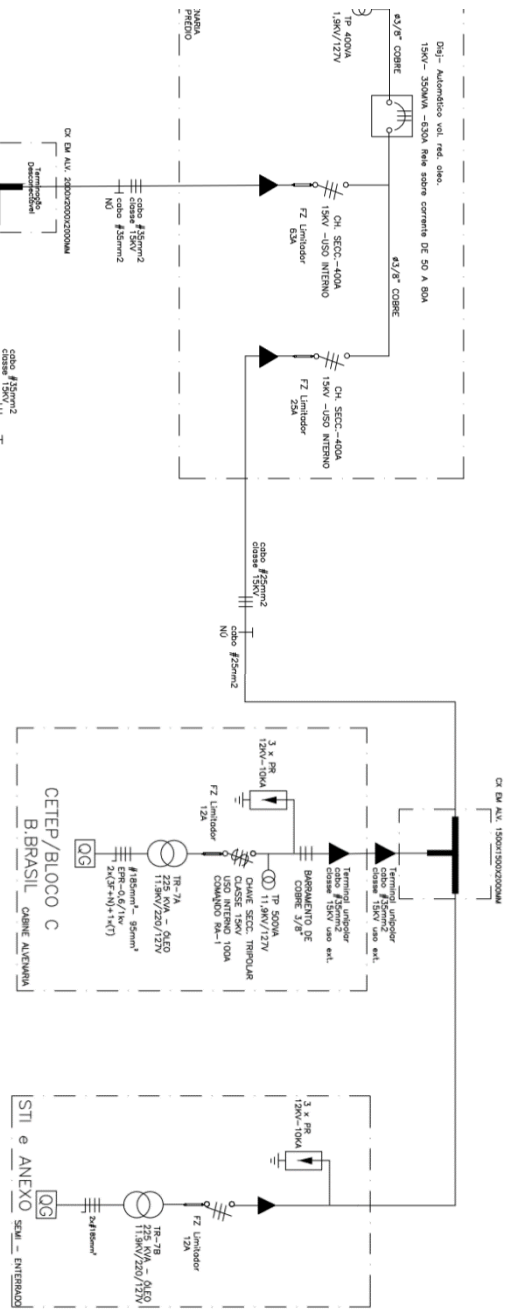 Disj- Automático vol. red. oleo.
15KV- 350MVA -630A Rele sobre corrente DE 50 A 80A
ø3/8" COBRE
TP 400VA
1,9KV/127V
NARIA
PRÉDIO
ø3/8" COBRE
CH. SECC.-400A
15KV -USO INTERNO
FZ Limitador
63A
CH. SECC.-400A
15KV -USO INTERNO
FZ Limitador
25A
cabo #35mm2
classe 15KV
cabo #35mm2
NÚ
CX EM ALV. 2000X2000X2000MM
Terminação
Desconectável
cabo #35mm2
classe 15KV
cabo #25mm2
classe 15KV
cabo #25mm2
NÚ
CX EM ALV. 1500X1500X2000MM
Terminal unipolar
cabo #35mm2
classe 15KV uso ext.
Terminal unipolar
cabo #35mm2
classe 15KV uso ext.
BARRAMENTO DE
COBRE 3/8"
3 x PR
12KV-10KA
TP 500VA
11,9KV/127V
CHAVE SECC. TRIPOLAR
CLASSE 15KV
USO INTERNO 100A
COMANDO RA-1
FZ Limitador
12A
TR-7A
225 KVA - ÓLEO
11.9KV/220/127V
#185mm²- 95mm²
EPR-0,6/1kv
2x(3F+N)+1x(T)
QG
CETEP/BLOCO C
B.BRASIL
CABINE ALVENARIA
3 x PR
12KV-10KA
FZ Limitador
12A
TR-7B
225 KVA - ÓLEO
11.9KV/220/127V
2x#185mm²
QG
STI e ANEXO
SEMI - ENTERRADO